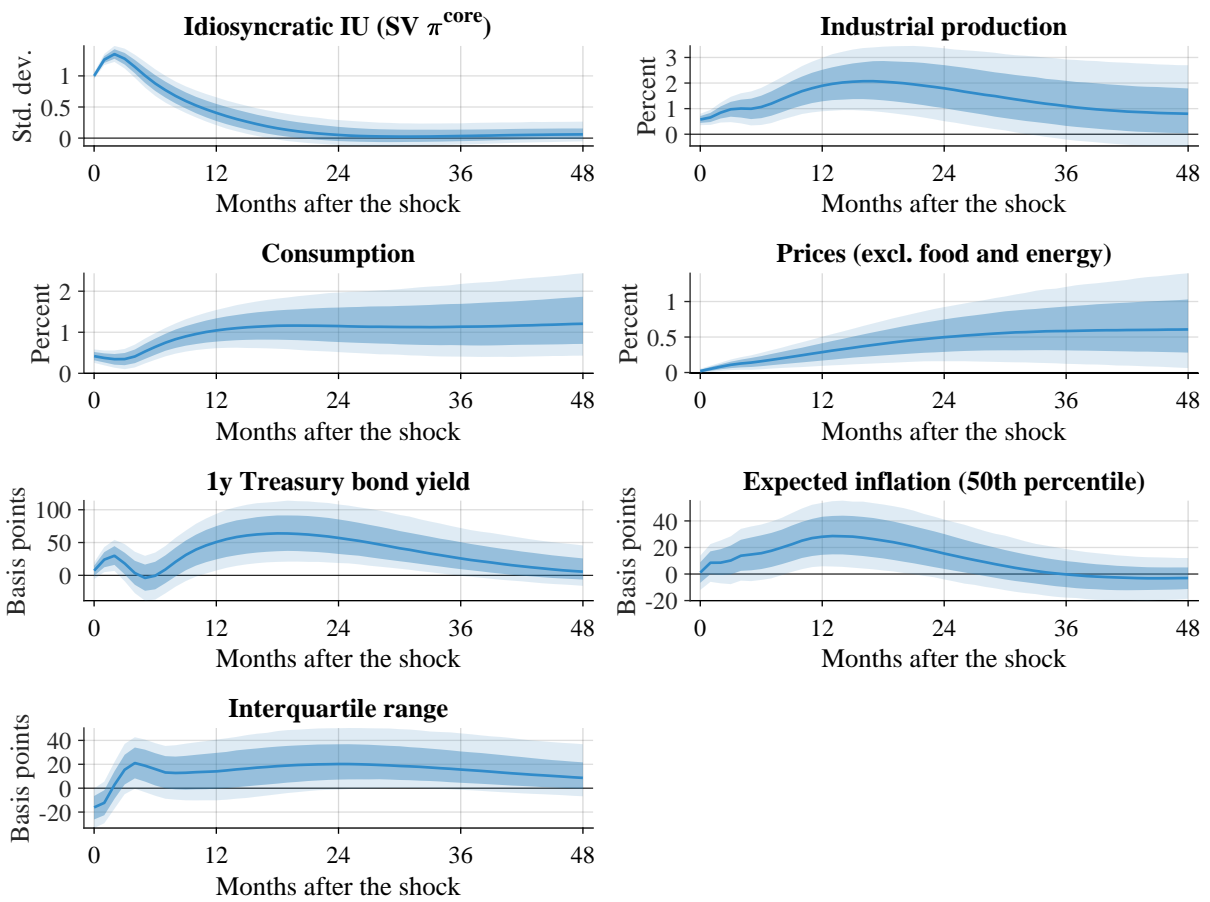 Idiosyncratic IU (SV π^core)
Std. dev.
1
0.5
0
0 12 24 36 48
Months after the shock
Industrial production
Percent
3
2
1
0
0 12 24 36 48
Months after the shock
Consumption
Percent
2
1
0
0 12 24 36 48
Months after the shock
Prices (excl. food and energy)
Percent
1
0.5
0
0 12 24 36 48
Months after the shock
1y Treasury bond yield
Basis points
100
50
0
0 12 24 36 48
Months after the shock
Expected inflation (50th percentile)
Basis points
40
20
0
-20
0 12 24 36 48
Months after the shock
Interquartile range
Basis points
40
20
0
-20
0 12 24 36 48
Months after the shock